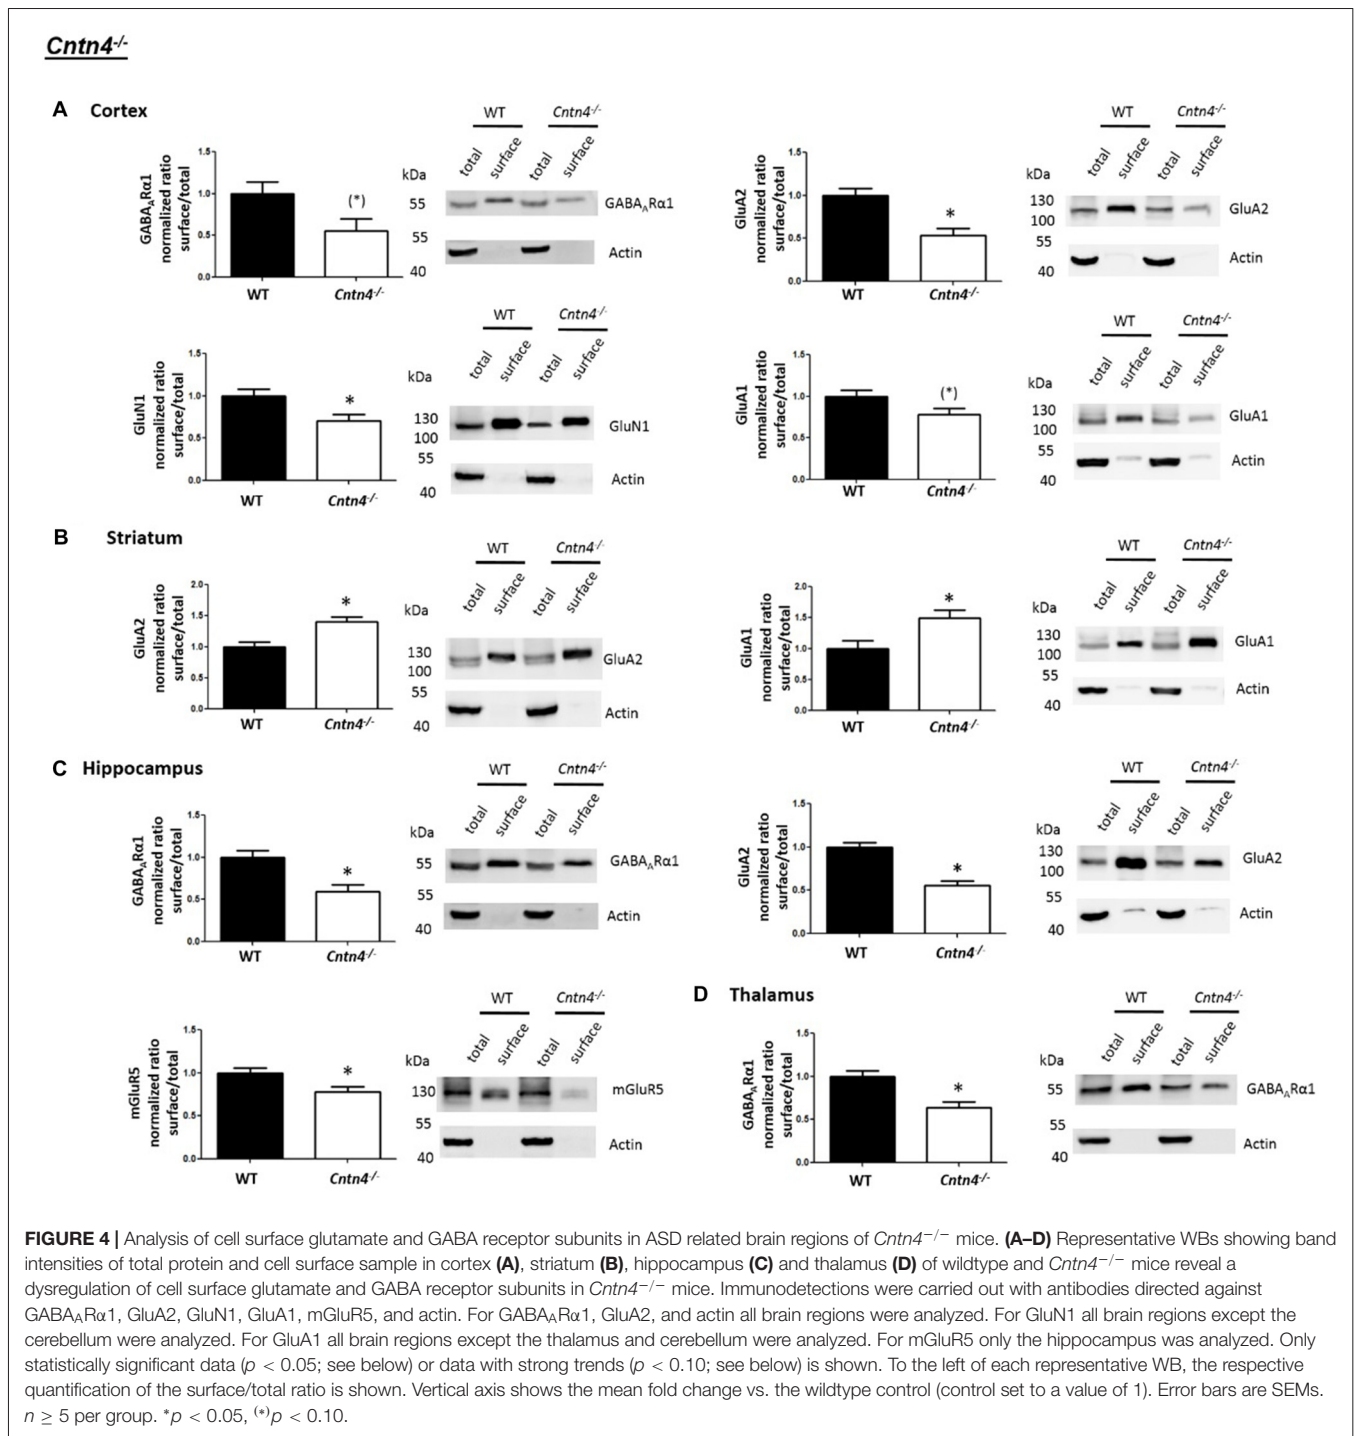 Cntn4-/-
A Cortex
GABAARα1
normalized ratio
surface/total
1.5
1.0
0.5
0.0
(*)
WT
Cntn4-/-
WT
Cntn4-/-
total
surface
total
surface
kDa
55
GABAARα1
55
Actin
40
GluA2
normalized ratio
surface/total
1.5
1.0
0.5
0.0
*
WT
Cntn4-/-
WT
Cntn4-/-
total
surface
total
surface
kDa
130
100
GluA2
55
Actin
40
GluN1
normalized ratio
surface/total
1.5
1.0
0.5
0.0
*
WT
Cntn4-/-
WT
Cntn4-/-
total
surface
total
surface
kDa
130
100
GluN1
55
Actin
40
GluA1
normalized ratio
surface/total
1.5
1.0
0.5
0.0
(*)
WT
Cntn4-/-
WT
Cntn4-/-
total
surface
total
surface
kDa
130
100
GluA1
55
Actin
40
B Striatum
GluA2
normalized ratio
surface/total
2.0
1.5
1.0
0.5
0.0
*
WT
Cntn4-/-
WT
Cntn4-/-
total
surface
total
surface
kDa
130
100
GluA2
55
Actin
40
GluA1
normalized ratio
surface/total
2.0
1.5
1.0
0.5
0.0
*
WT
Cntn4-/-
WT
Cntn4-/-
total
surface
total
surface
kDa
130
100
GluA1
55
Actin
40
C Hippocampus
GABAARα1
normalized ratio
surface/total
1.5
1.0
0.5
0.0
*
WT
Cntn4-/-
WT
Cntn4-/-
total
surface
total
surface
kDa
55
GABAARα1
55
Actin
40
GluA2
normalized ratio
surface/total
1.5
1.0
0.5
0.0
*
WT
Cntn4-/-
WT
Cntn4-/-
total
surface
total
surface
kDa
130
100
GluA2
55
Actin
40
mGluR5
normalized ratio
surface/total
1.5
1.0
0.5
0.0
*
WT
Cntn4-/-
WT
Cntn4-/-
total
surface
total
surface
kDa
130
mGluR5
55
Actin
40
D Thalamus
GABAARα1
normalized ratio
surface/total
1.5
1.0
0.5
0.0
*
WT
Cntn4-/-
WT
Cntn4-/-
total
surface
total
surface
kDa
55
GABAARα1
55
Actin
40
FIGURE 4 | Analysis of cell surface glutamate and GABA receptor subunits in ASD related brain regions of Cntn4−/− mice. (A–D) Representative WBs showing band
intensities of total protein and cell surface sample in cortex (A), striatum (B), hippocampus (C) and thalamus (D) of wildtype and Cntn4−/− mice reveal a
dysregulation of cell surface glutamate and GABA receptor subunits in Cntn4−/− mice. Immunodetections were carried out with antibodies directed against
GABAARα1, GluA2, GluN1, GluA1, mGluR5, and actin. For GABAARα1, GluA2, and actin all brain regions were analyzed. For GluN1 all brain regions except the
cerebellum were analyzed. For GluA1 all brain regions except the thalamus and cerebellum were analyzed. For mGluR5 only the hippocampus was analyzed. Only
statistically significant data (p < 0.05; see below) or data with strong trends (p < 0.10; see below) is shown. To the left of each representative WB, the respective
quantification of the surface/total ratio is shown. Vertical axis shows the mean fold change vs. the wildtype control (control set to a value of 1). Error bars are SEMs.
n ≥ 5 per group. *p < 0.05, (*)p < 0.10.